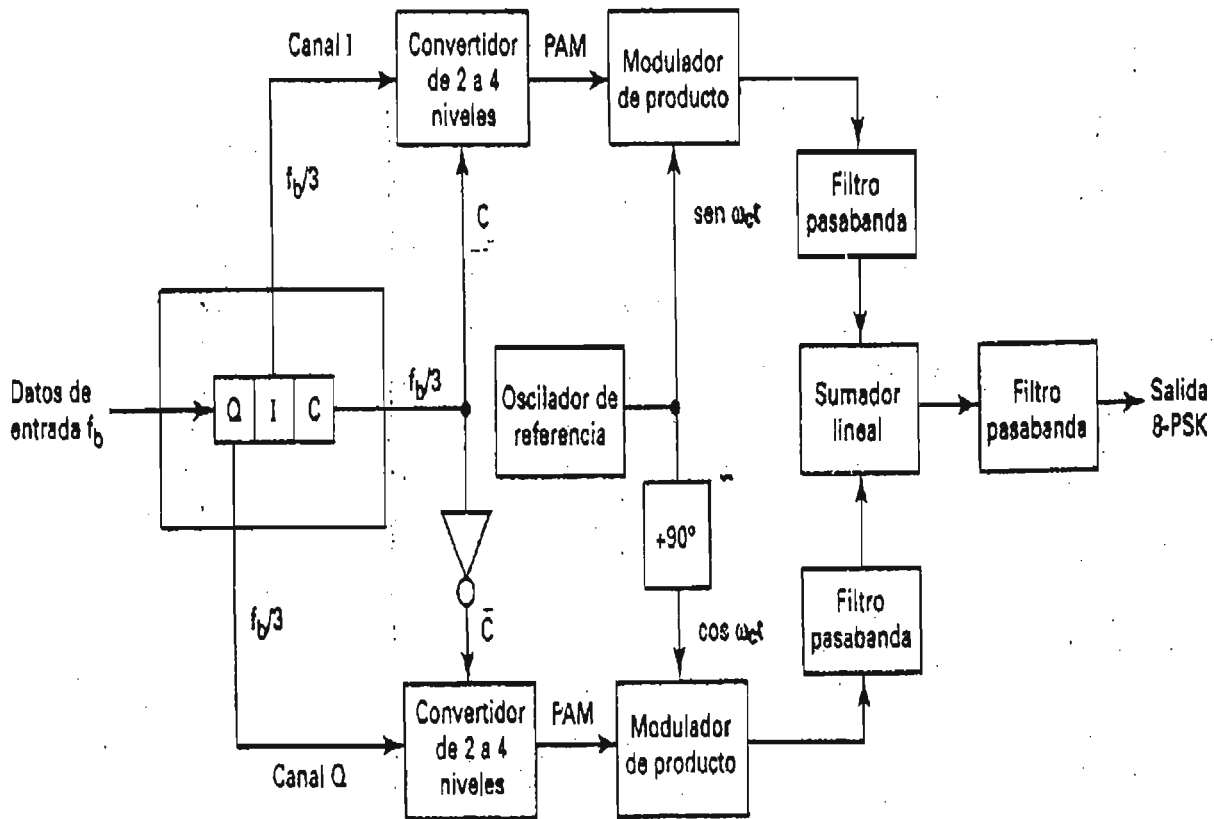 Canal I
Convertidor
de 2 a 4
niveles
PAM
Modulador
de producto
f_b/3
C
sen ω_ct
Filtro
pasabanda
Datos de
entrada f_b
Q I C
f_b/3
Oscilador de
referencia
Sumador
lineal
Filtro
pasabanda
Salida
8-PSK
+90°
f_b/3
C̄
cos ω_ct
Filtro
pasabanda
Canal Q
Convertidor
de 2 a 4
niveles
PAM
Modulador
de producto